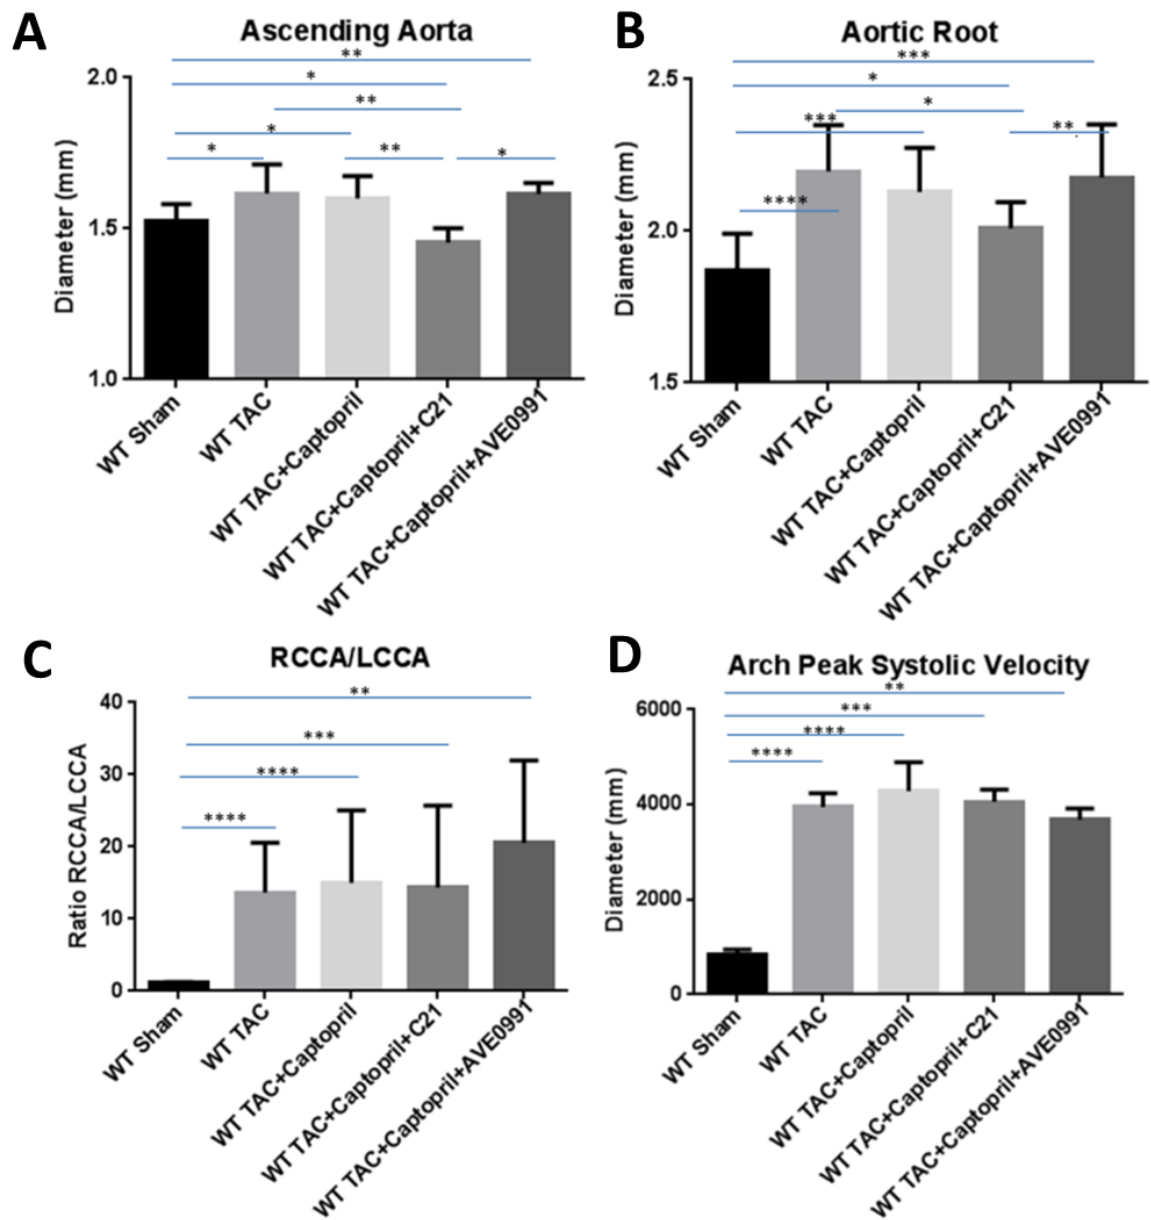 A
Ascending Aorta
**
*
**
*
*
**
*
2.0
1.5
1.0
Diameter (mm)
WT Sham
WT TAC
WT TAC+Captopril
WT TAC+Captopril+C21
WT TAC+Captopril+AVE0991
B
Aortic Root
***
*
*
***
**
****
2.5
2.0
1.5
Diameter (mm)
WT Sham
WT TAC
WT TAC+Captopril
WT TAC+Captopril+C21
WT TAC+Captopril+AVE0991
C
RCCA/LCCA
**
***
****
****
40
30
20
10
0
Ratio RCCA/LCCA
WT Sham
WT TAC
WT TAC+Captopril
WT TAC+Captopril+C21
WT TAC+Captopril+AVE0991
D
Arch Peak Systolic Velocity
**
***
****
****
6000
4000
2000
0
Diameter (mm)
WT Sham
WT TAC
WT TAC+Captopril
WT TAC+Captopril+C21
WT TAC+Captopril+AVE0991